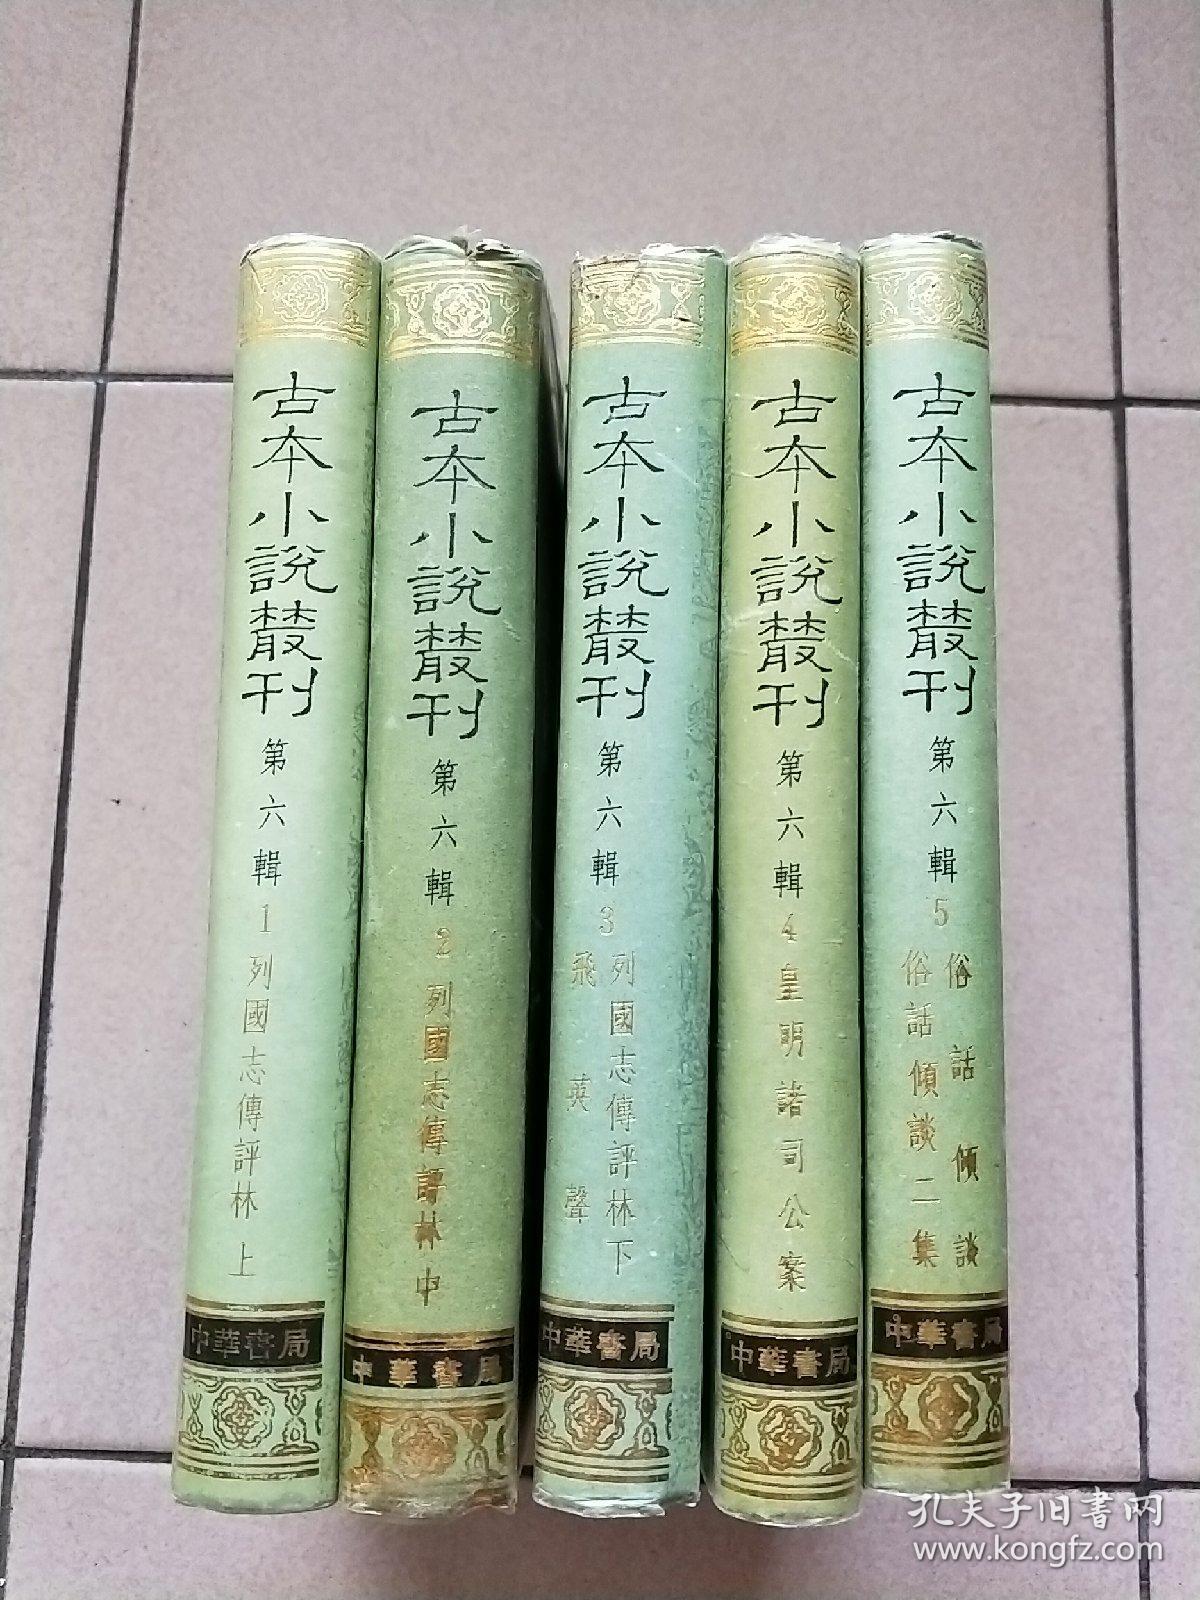 古本小說叢刊
第六輯
1
列國志傳評林 上
中華書局
古本小說叢刊
第六輯
2
列國志傳評林 中
中華書局
古本小說叢刊
第六輯
3
列國志傳評林 下
飛英聲
中華書局
古本小說叢刊
第六輯
4
皇明諸司公案
中華書局
古本小說叢刊
第六輯
5
俗話傾談
俗話傾談二集
中華書局
孔夫子旧书网
www.kongfz.com